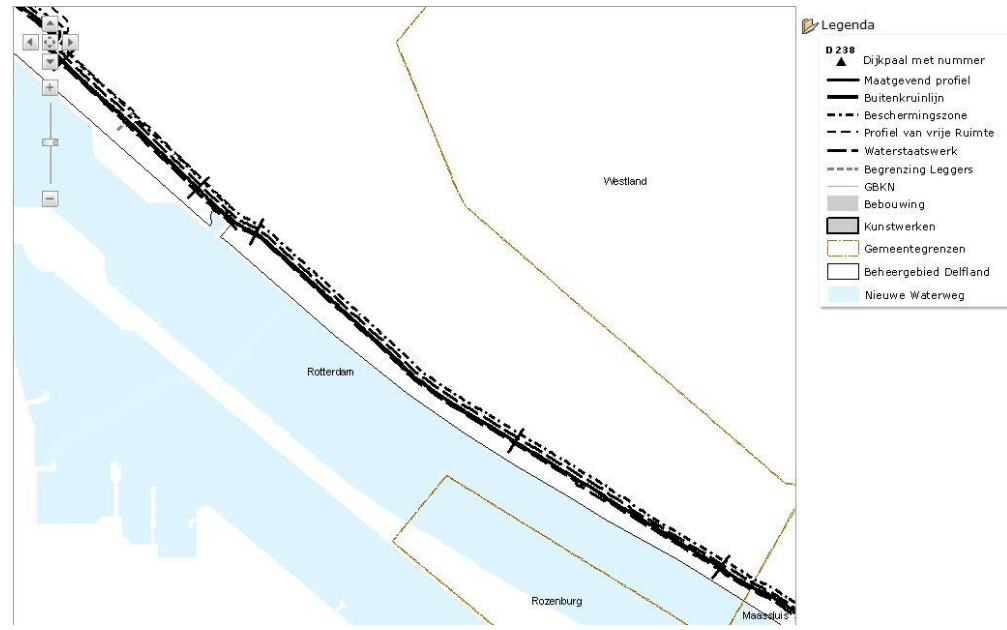 Westland
Rotterdam
Rozenburg
Maassluis
Legenda
D 238
Dijkpaal met nummer
Maatgevend profiel
Buitenkruinlijn
Beschermingszone
Profiel van vrije Ruimte
Waterstaatswerk
Begrenzing Leggers
GBKN
Bebouwing
Kunstwerken
Gemeentegrenzen
Beheergebied Delfland
Nieuwe Waterweg